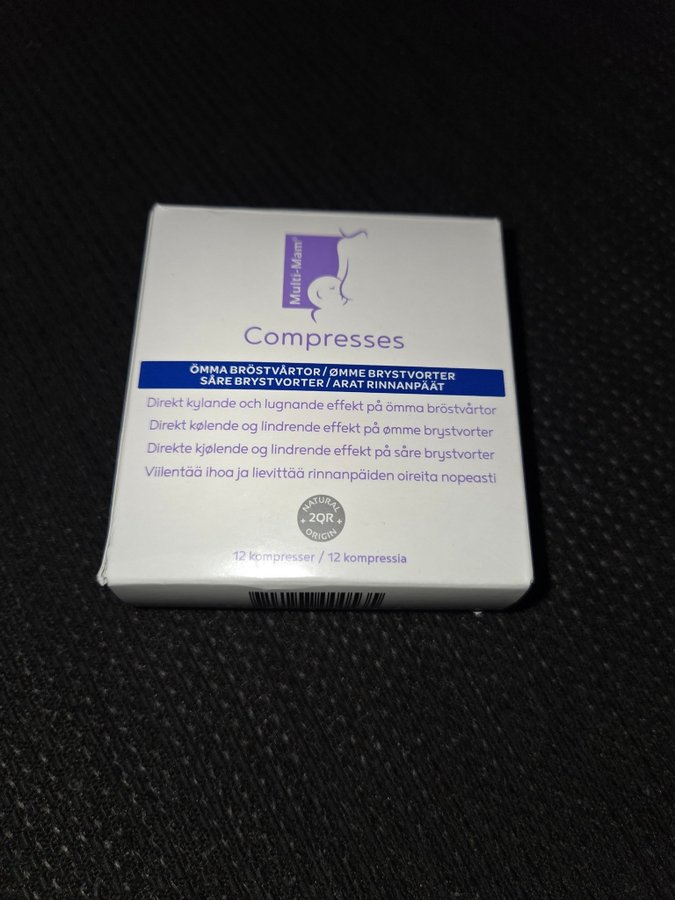 Multi-Mam®
Compresses
ÖMMA BRÖSTVÅRTOR / ØMME BRYSTVORTER
SÅRE BRYSTVORTER / ARAT RINNANPÄÄT
Direkt kylande och lugnande effekt på ömma bröstvårtor
Direkt kølende og lindrende effekt på ømme brystvorter
Direkte kjølende og lindrende effekt på såre brystvorter
Viilentää ihoa ja lievittää rinnanpäiden oireita nopeasti
NATURAL
+ 2QR +
ORIGIN
12 kompresser / 12 kompressia